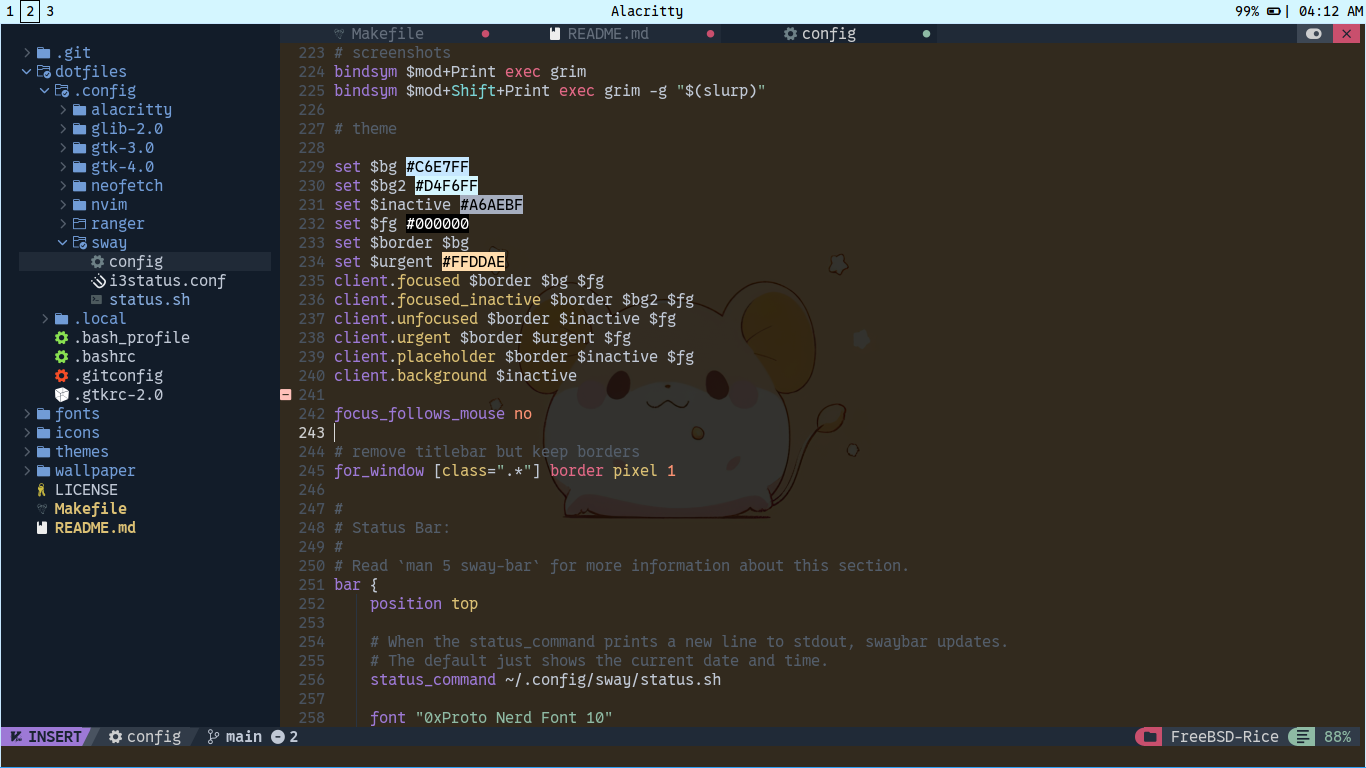 1 2 3 Alacritty 99% | 04:12 AM
Makefile README.md config
.git
dotfiles
.config
alacritty
glib-2.0
gtk-3.0
gtk-4.0
neofetch
nvim
ranger
sway
config
i3status.conf
status.sh
.local
.bash_profile
.bashrc
.gitconfig
.gtkrc-2.0
fonts
icons
themes
wallpaper
LICENSE
Makefile
README.md
223 # screenshots
224 bindsym $mod+Print exec grim
225 bindsym $mod+Shift+Print exec grim -g "$(slurp)"
226
227 # theme
228
229 set $bg #C6E7FF
230 set $bg2 #D4F6FF
231 set $inactive #A6AEBF
232 set $fg #000000
233 set $border $bg
234 set $urgent #FFDDAE
235 client.focused $border $bg $fg
236 client.focused_inactive $border $bg2 $fg
237 client.unfocused $border $inactive $fg
238 client.urgent $border $urgent $fg
239 client.placeholder $border $inactive $fg
240 client.background $inactive
241
242 focus_follows_mouse no
243
244 # remove titlebar but keep borders
245 for_window [class=".*"] border pixel 1
246
247 #
248 # Status Bar:
249 #
250 # Read `man 5 sway-bar` for more information about this section.
251 bar {
252 position top
253
254 # When the status_command prints a new line to stdout, swaybar updates.
255 # The default just shows the current date and time.
256 status_command ~/.config/sway/status.sh
257
258 font "0xProto Nerd Font 10"
INSERT config main 2 FreeBSD-Rice 88%